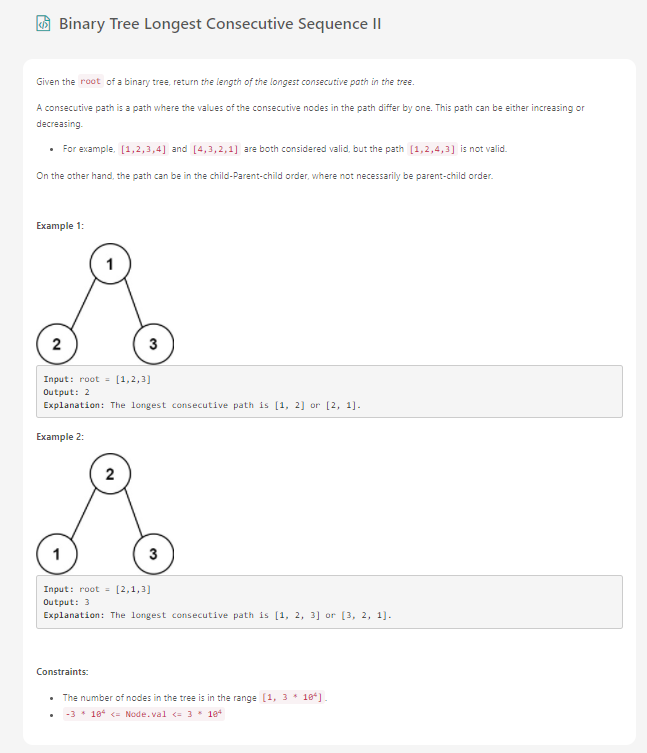 Binary Tree Longest Consecutive Sequence II
Given the root of a binary tree, return the length of the longest consecutive path in the tree.
A consecutive path is a path where the values of the consecutive nodes in the path differ by one. This path can be either increasing or
decreasing.
• For example, [1,2,3,4] and [4,3,2,1] are both considered valid, but the path [1,2,4,3] is not valid.
On the other hand, the path can be in the child-Parent-child order, where not necessarily be parent-child order.
Example 1:
1
2 3
Input: root = [1,2,3]
Output: 2
Explanation: The longest consecutive path is [1, 2] or [2, 1].
Example 2:
2
1 3
Input: root = [2,1,3]
Output: 3
Explanation: The longest consecutive path is [1, 2, 3] or [3, 2, 1].
Constraints:
• The number of nodes in the tree is in the range [1, 3 * 10⁴].
• -3 * 10⁴ <= Node.val <= 3 * 10⁴